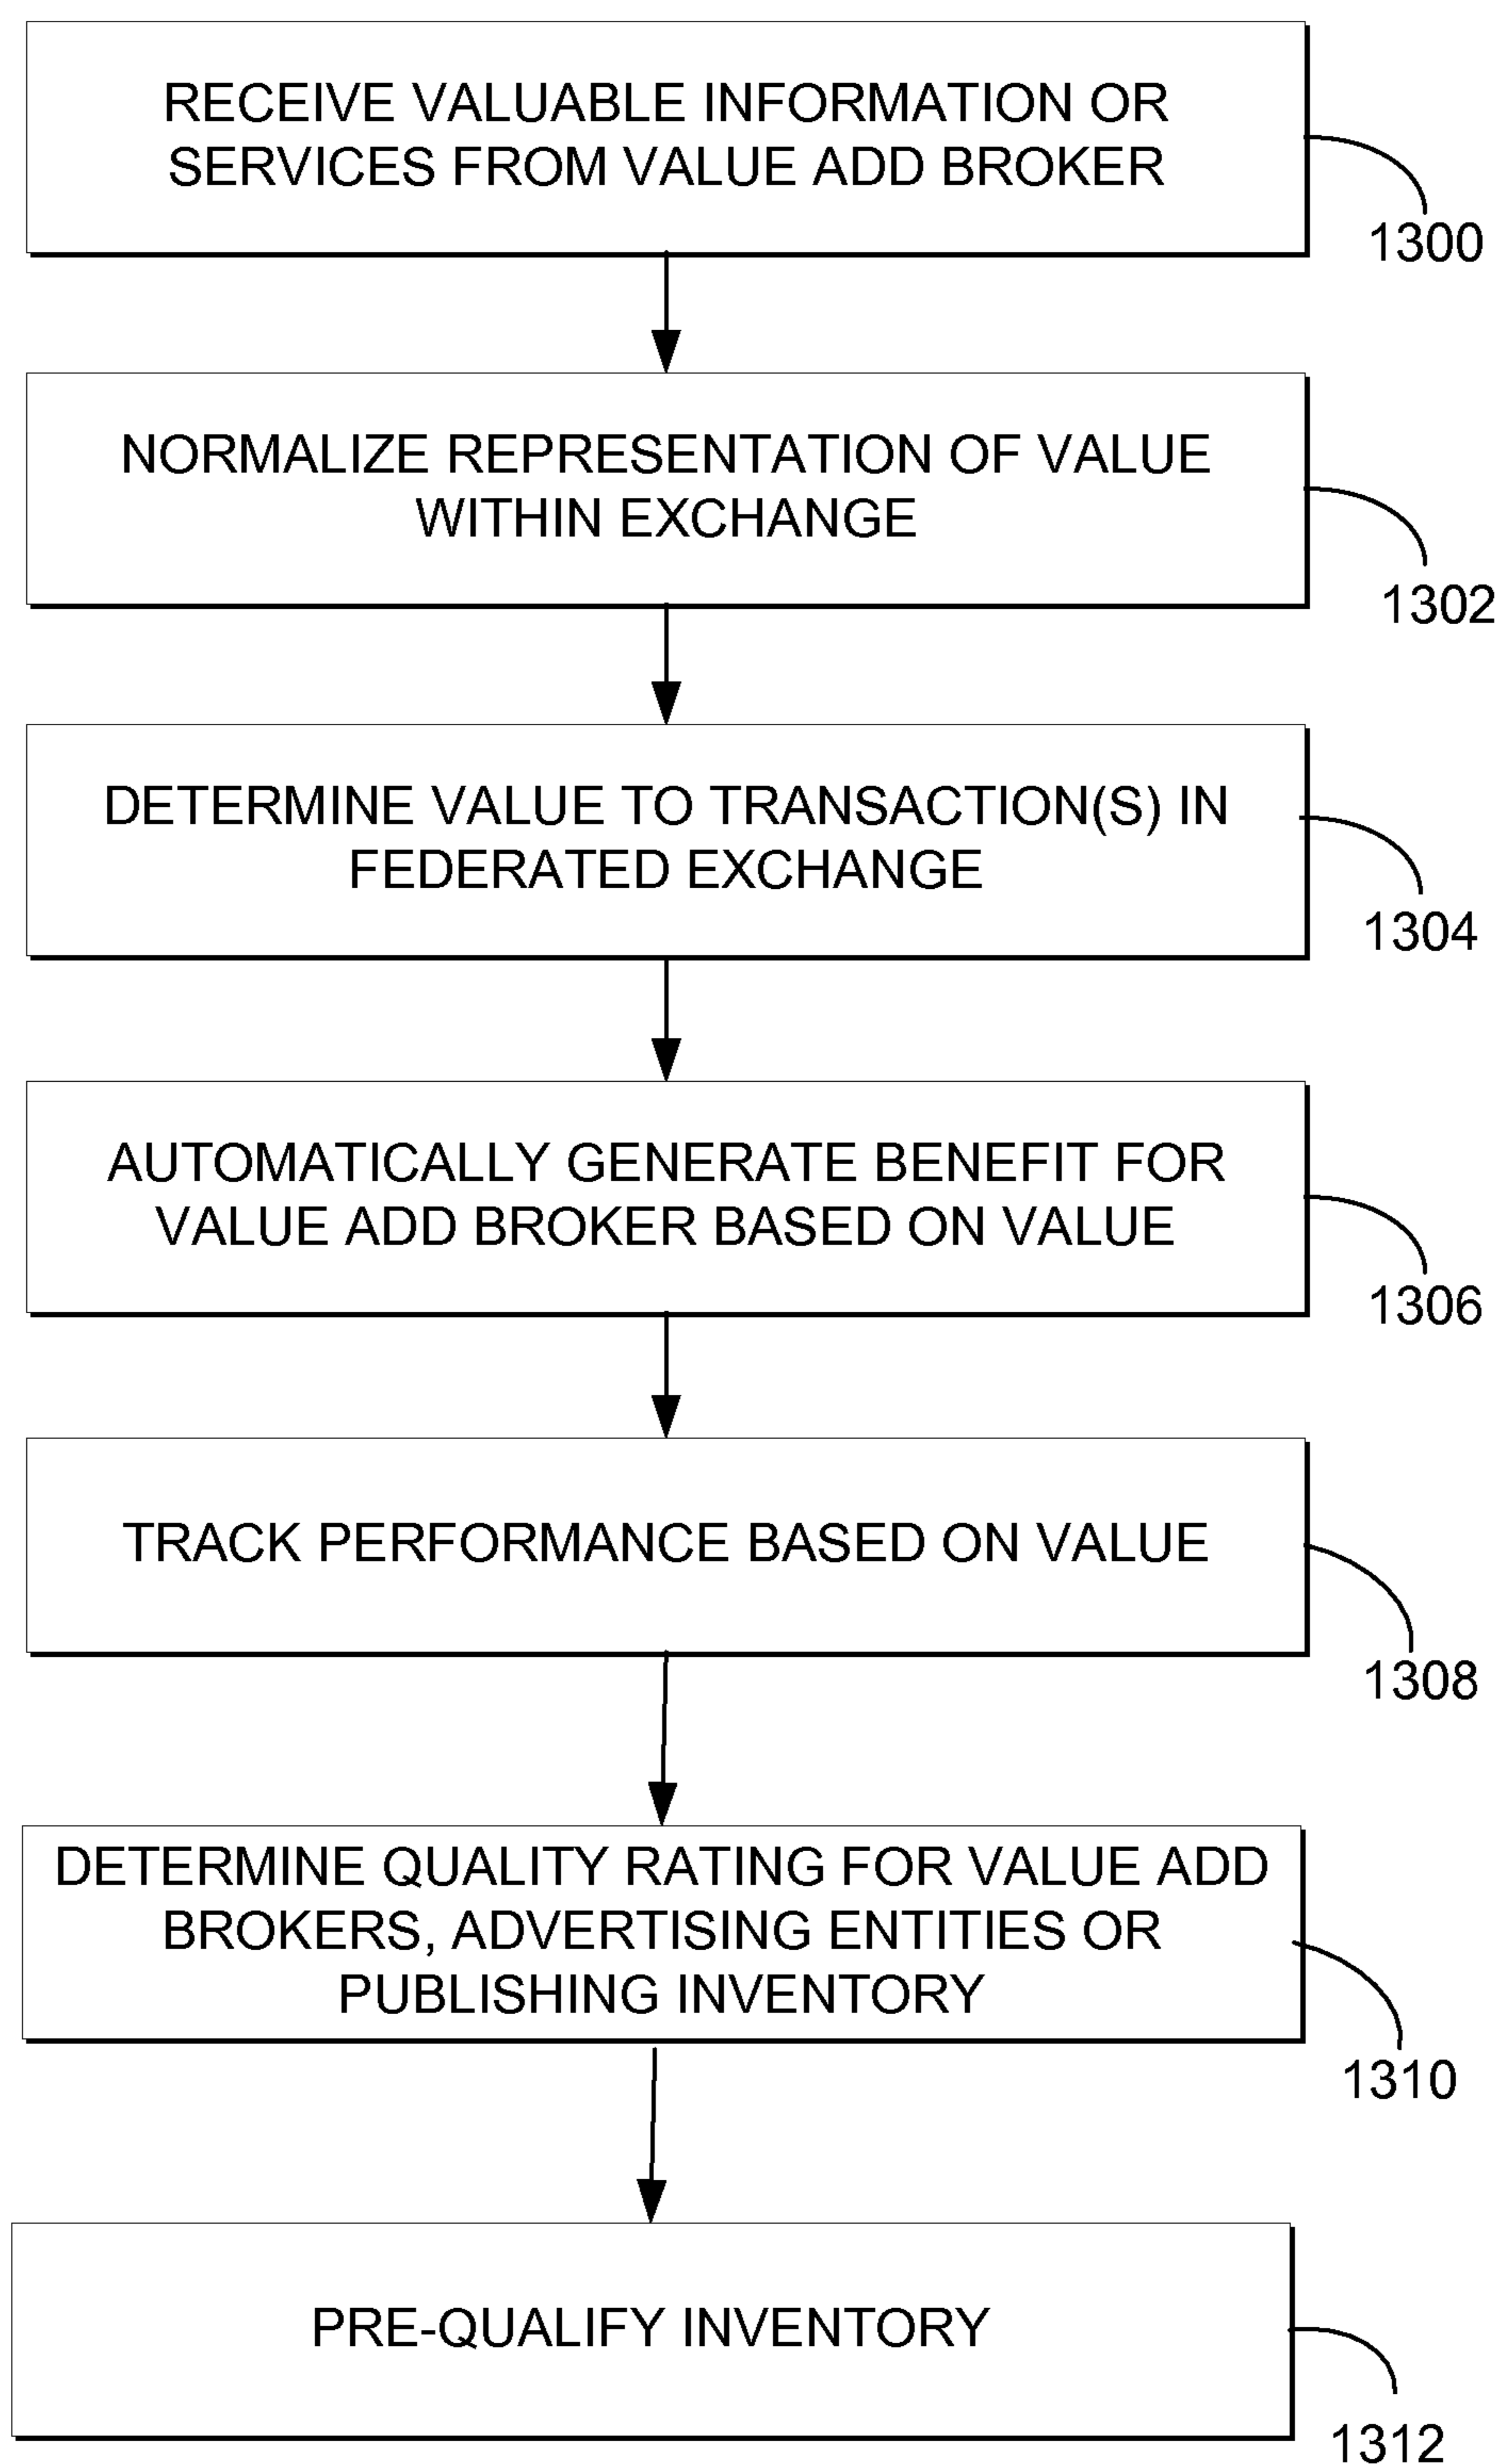 RECEIVE VALUABLE INFORMATION OR
SERVICES FROM VALUE ADD BROKER
1300
NORMALIZE REPRESENTATION OF VALUE
WITHIN EXCHANGE
1302
DETERMINE VALUE TO TRANSACTION(S) IN
FEDERATED EXCHANGE
1304
AUTOMATICALLY GENERATE BENEFIT FOR
VALUE ADD BROKER BASED ON VALUE
1306
TRACK PERFORMANCE BASED ON VALUE
1308
DETERMINE QUALITY RATING FOR VALUE ADD
BROKERS, ADVERTISING ENTITIES OR
PUBLISHING INVENTORY
1310
PRE-QUALIFY INVENTORY
1312